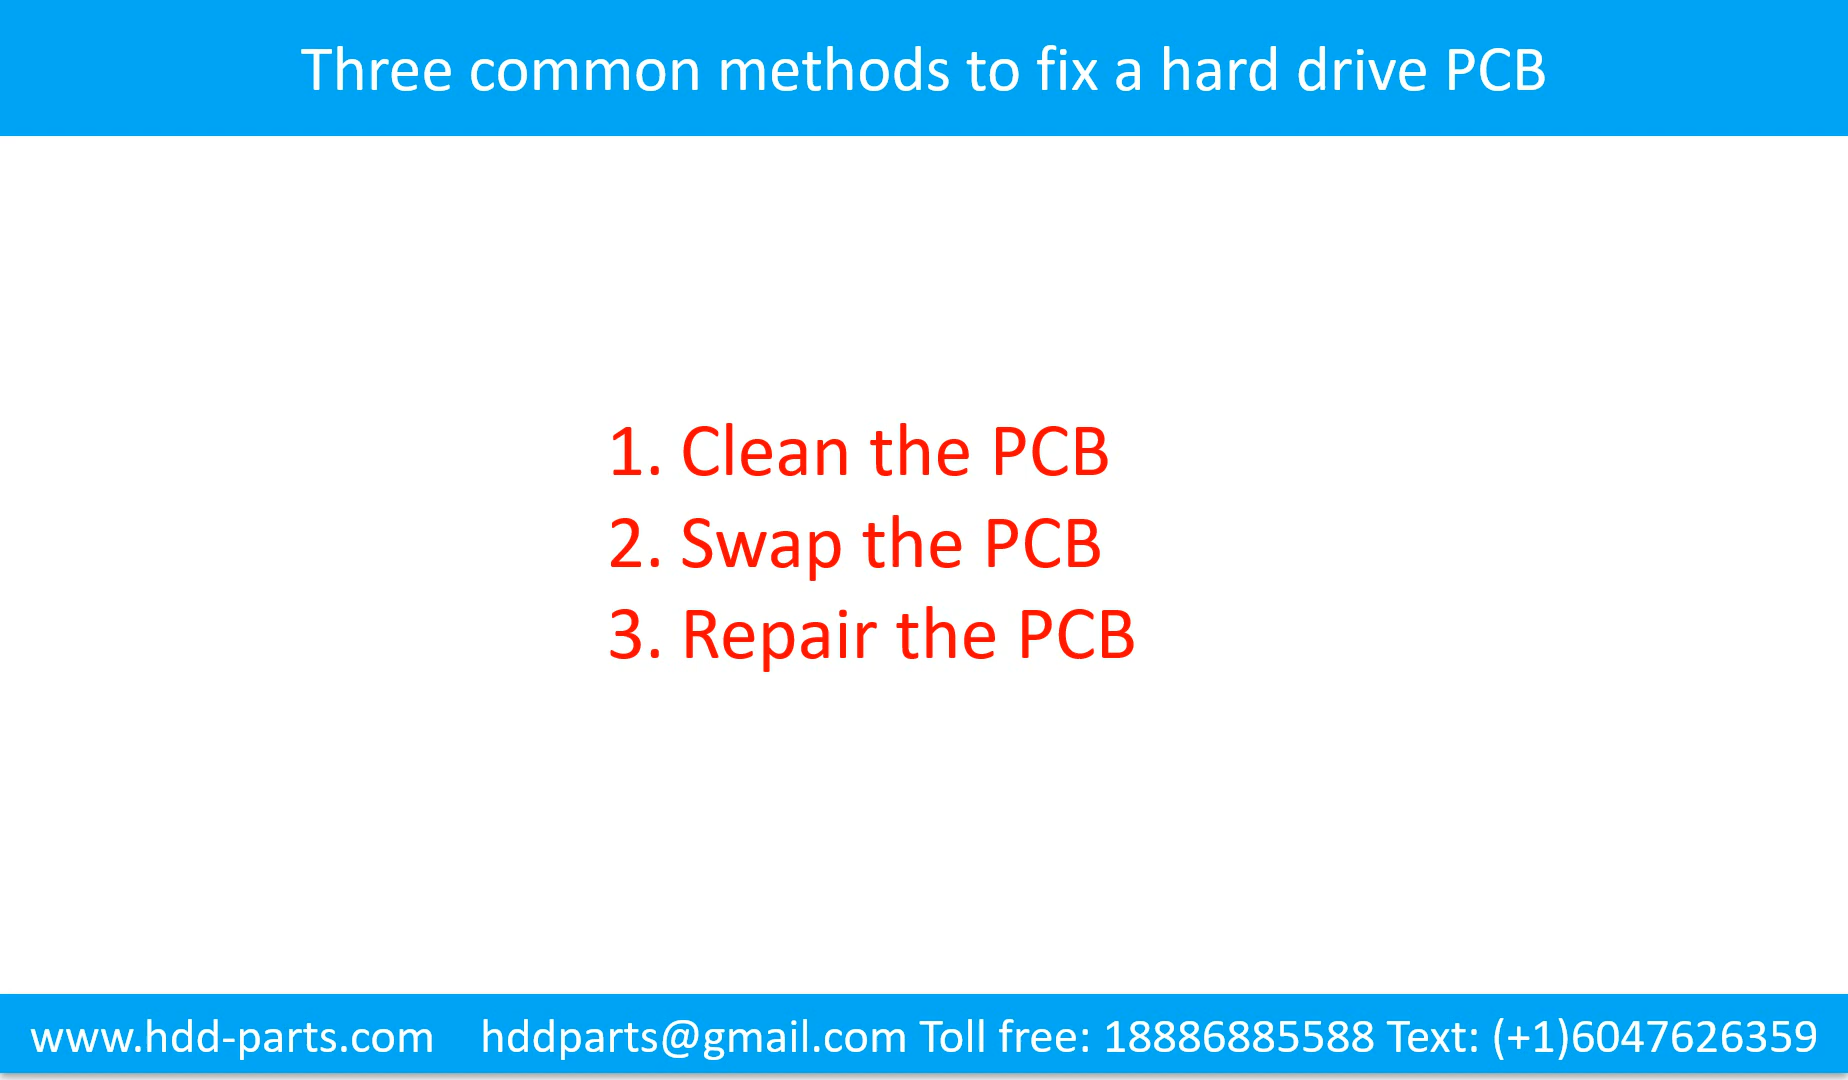 Three common methods to fix a hard drive PCB
1. Clean the PCB
2. Swap the PCB
3. Repair the PCB
www.hdd-parts.com hddparts@gmail.com Toll free: 18886885588 Text: (+1)6047626359